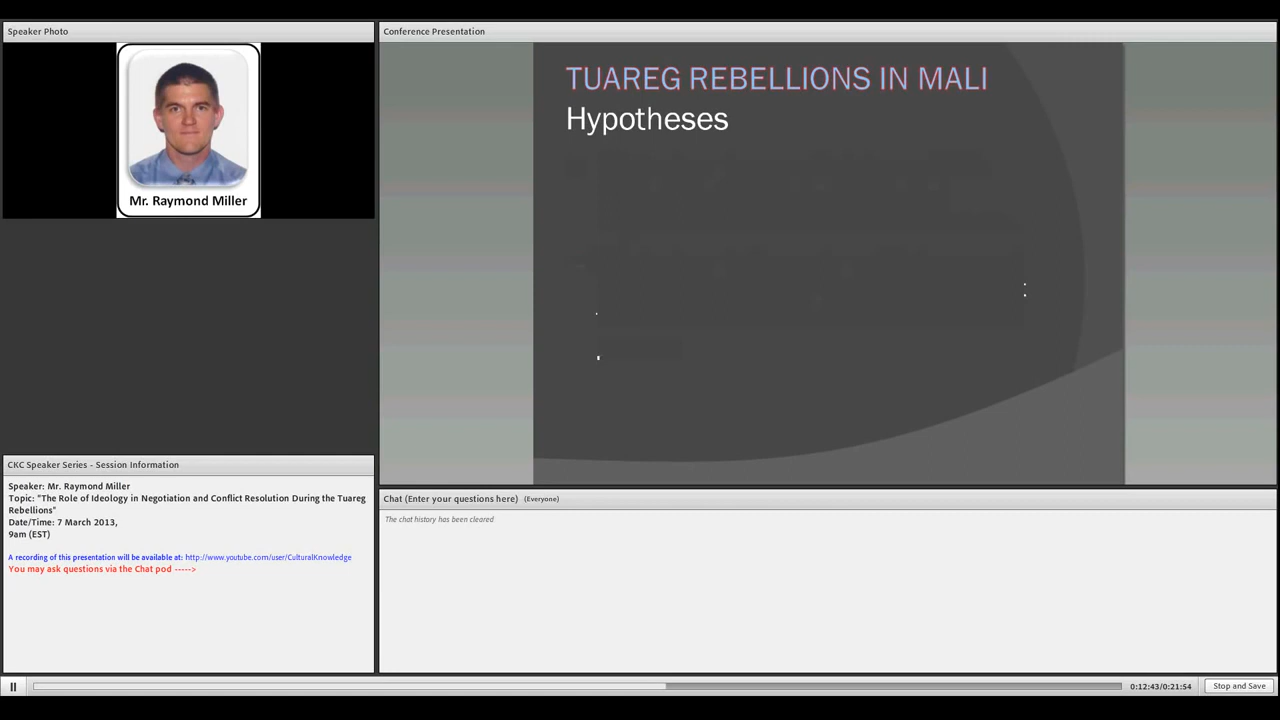 Speaker Photo
Mr. Raymond Miller
Conference Presentation
TUAREG REBELLIONS IN MALI
Hypotheses
CKC Speaker Series - Session Information
Speaker: Mr. Raymond Miller
Topic: "The Role of Ideology in Negotiation and Conflict Resolution During the Tuareg
Rebellions"
Date/Time: 7 March 2013,
9am (EST)
A recording of this presentation will be available at: http://www.youtube.com/user/CulturalKnowledge
You may ask questions via the Chat pod ----->
Chat (Enter your questions here) (Everyone)
The chat history has been cleared
0:12:43/0:21:54
Stop and Save